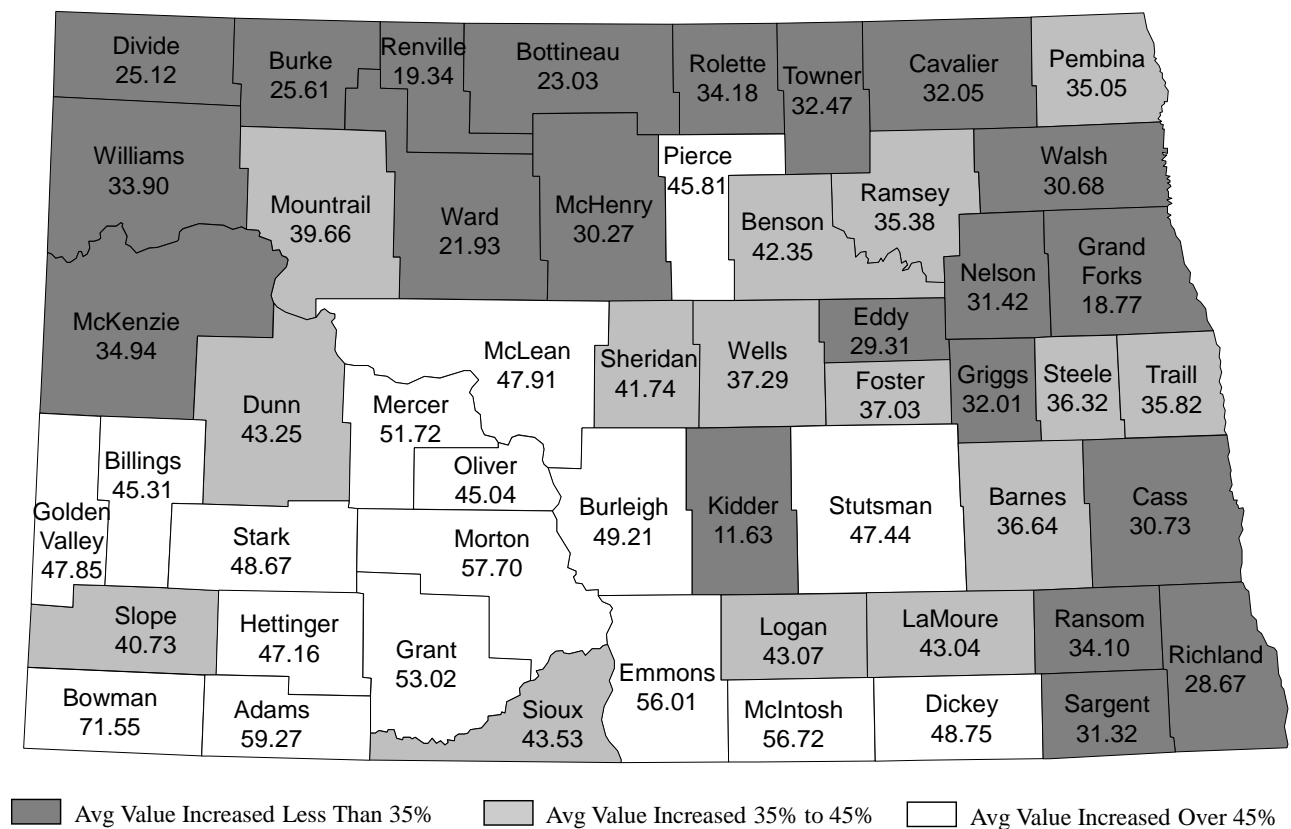 Divide
25.12
Burke
25.61
Renville
19.34
Bottineau
23.03
Rolette
34.18
Towner
32.47
Cavalier
32.05
Pembina
35.05
Williams
33.90
Mountrail
39.66
Ward
21.93
McHenry
30.27
Pierce
45.81
Benson
42.35
Ramsey
35.38
Walsh
30.68
Nelson
31.42
Grand
Forks
18.77
McKenzie
34.94
Dunn
43.25
McLean
47.91
Mercer
51.72
Oliver
45.04
Sheridan
41.74
Wells
37.29
Eddy
29.31
Foster
37.03
Griggs
32.01
Steele
36.32
Traill
35.82
Golden
Valley
47.85
Billings
45.31
Stark
48.67
Morton
57.70
Burleigh
49.21
Kidder
11.63
Stutsman
47.44
Barnes
36.64
Cass
30.73
Slope
40.73
Hettinger
47.16
Grant
53.02
Emmons
56.01
Logan
43.07
LaMoure
43.04
Ransom
34.10
Richland
28.67
Bowman
71.55
Adams
59.27
Sioux
43.53
McIntosh
56.72
Dickey
48.75
Sargent
31.32
Avg Value Increased Less Than 35%
Avg Value Increased 35% to 45%
Avg Value Increased Over 45%